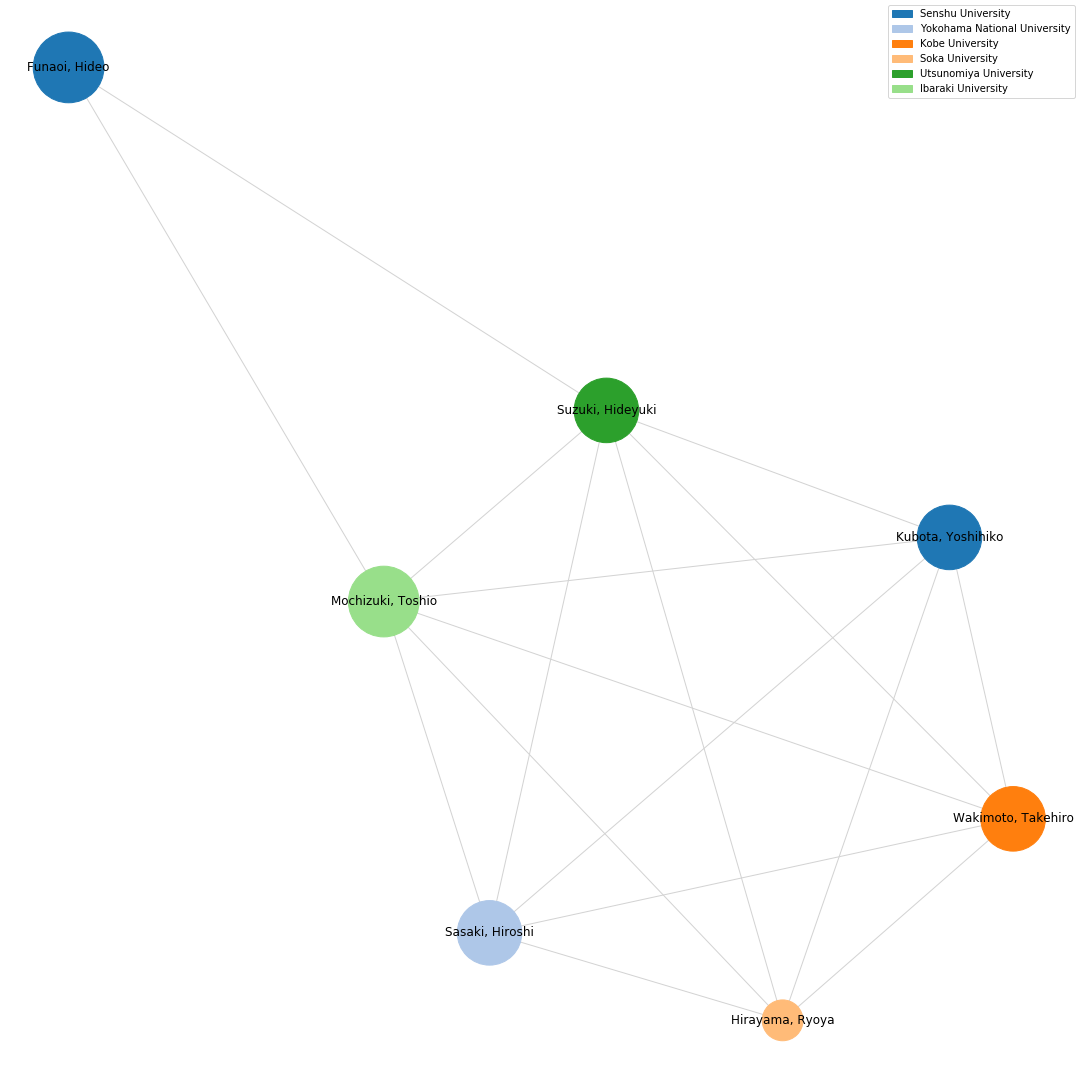 Senshu University
Yokohama National University
Kobe University
Soka University
Utsunomiya University
Ibaraki University
Funaoi, Hideo
Suzuki, Hideyuki
Kubota, Yoshihiko
Mochizuki, Toshio
Wakimoto, Takehiro
Sasaki, Hiroshi
Hirayama, Ryoya